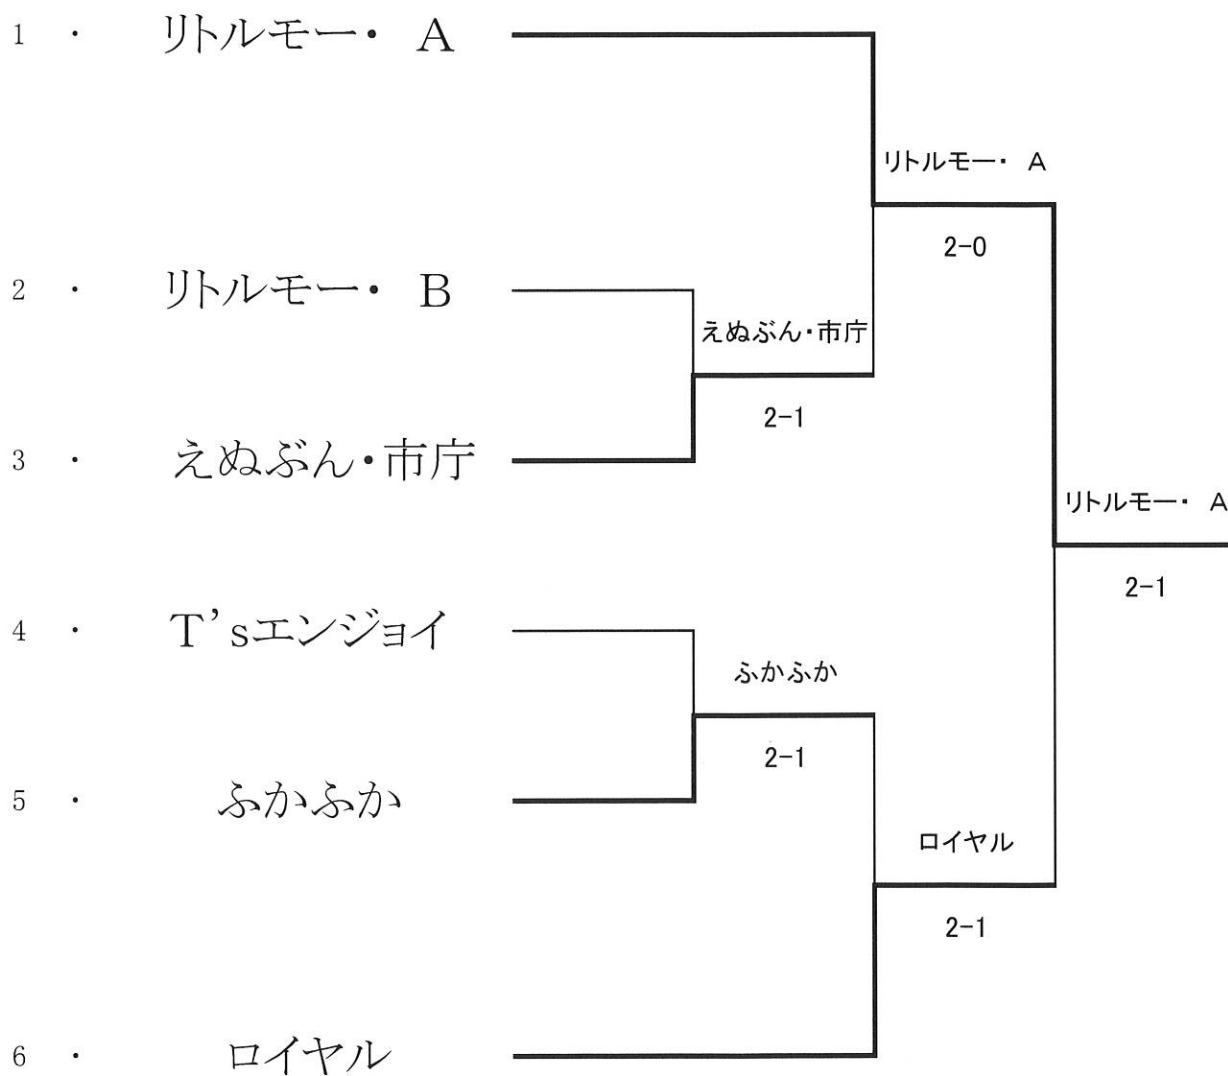 1 ・ リトルモー・ A
リトルモー・ A
2-0
2 ・ リトルモー・ B
えぬぶん・市庁
2-1
3 ・ えぬぶん・市庁
リトルモー・ A
2-1
4 ・ T’sエンジョイ
ふかふか
2-1
5 ・ ふかふか
ロイヤル
2-1
6 ・ ロイヤル